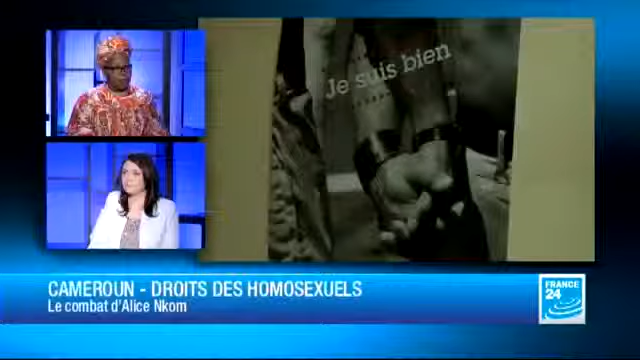 Je suis bien
CAMEROUN - DROITS DES HOMOSEXUELS
Le combat d'Alice Nkom
FRANCE
24